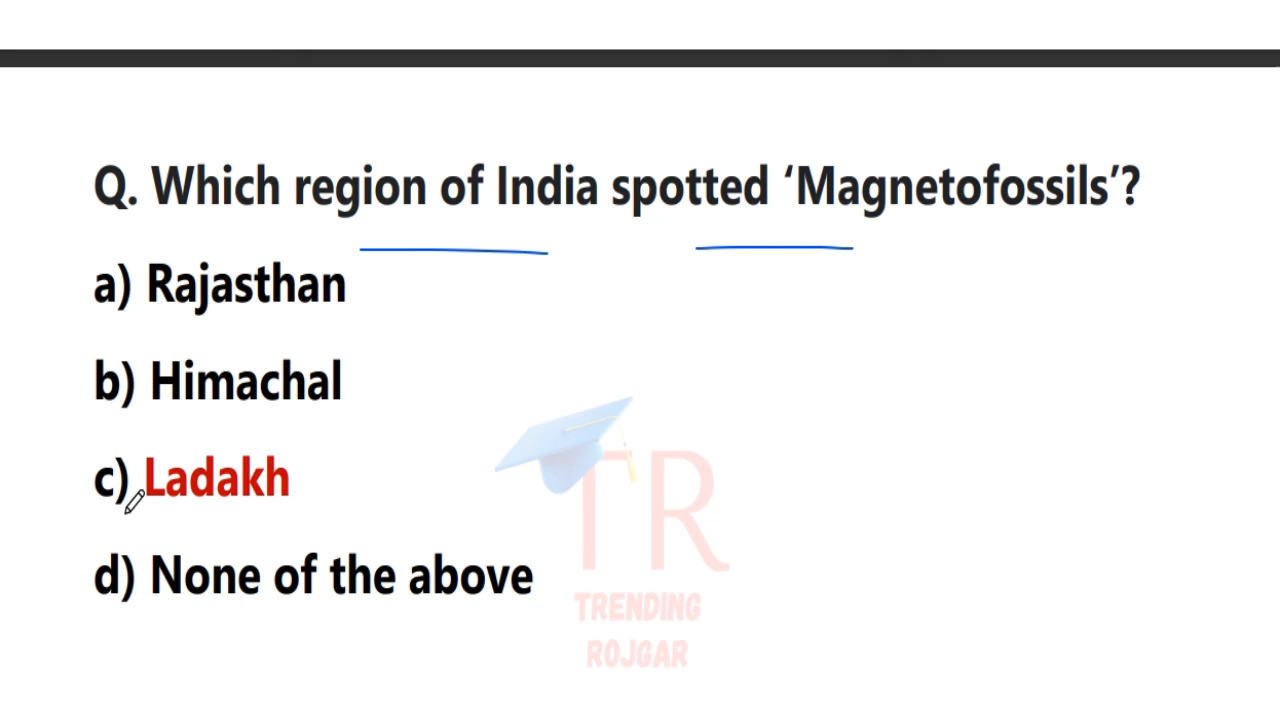 Q. Which region of India spotted ‘Magnetofossils’?
a) Rajasthan
b) Himachal
c) Ladakh
d) None of the above
TR
TRENDING
ROJGAR